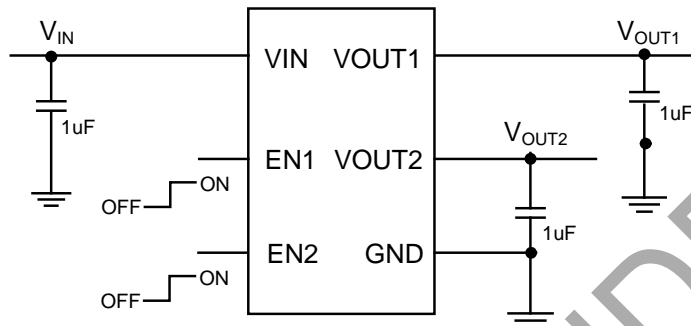 VIN
VOUT1
VIN VOUT1
1uF
1uF
EN1 VOUT2
VOUT2
OFF ON
EN2 GND
1uF
OFF ON